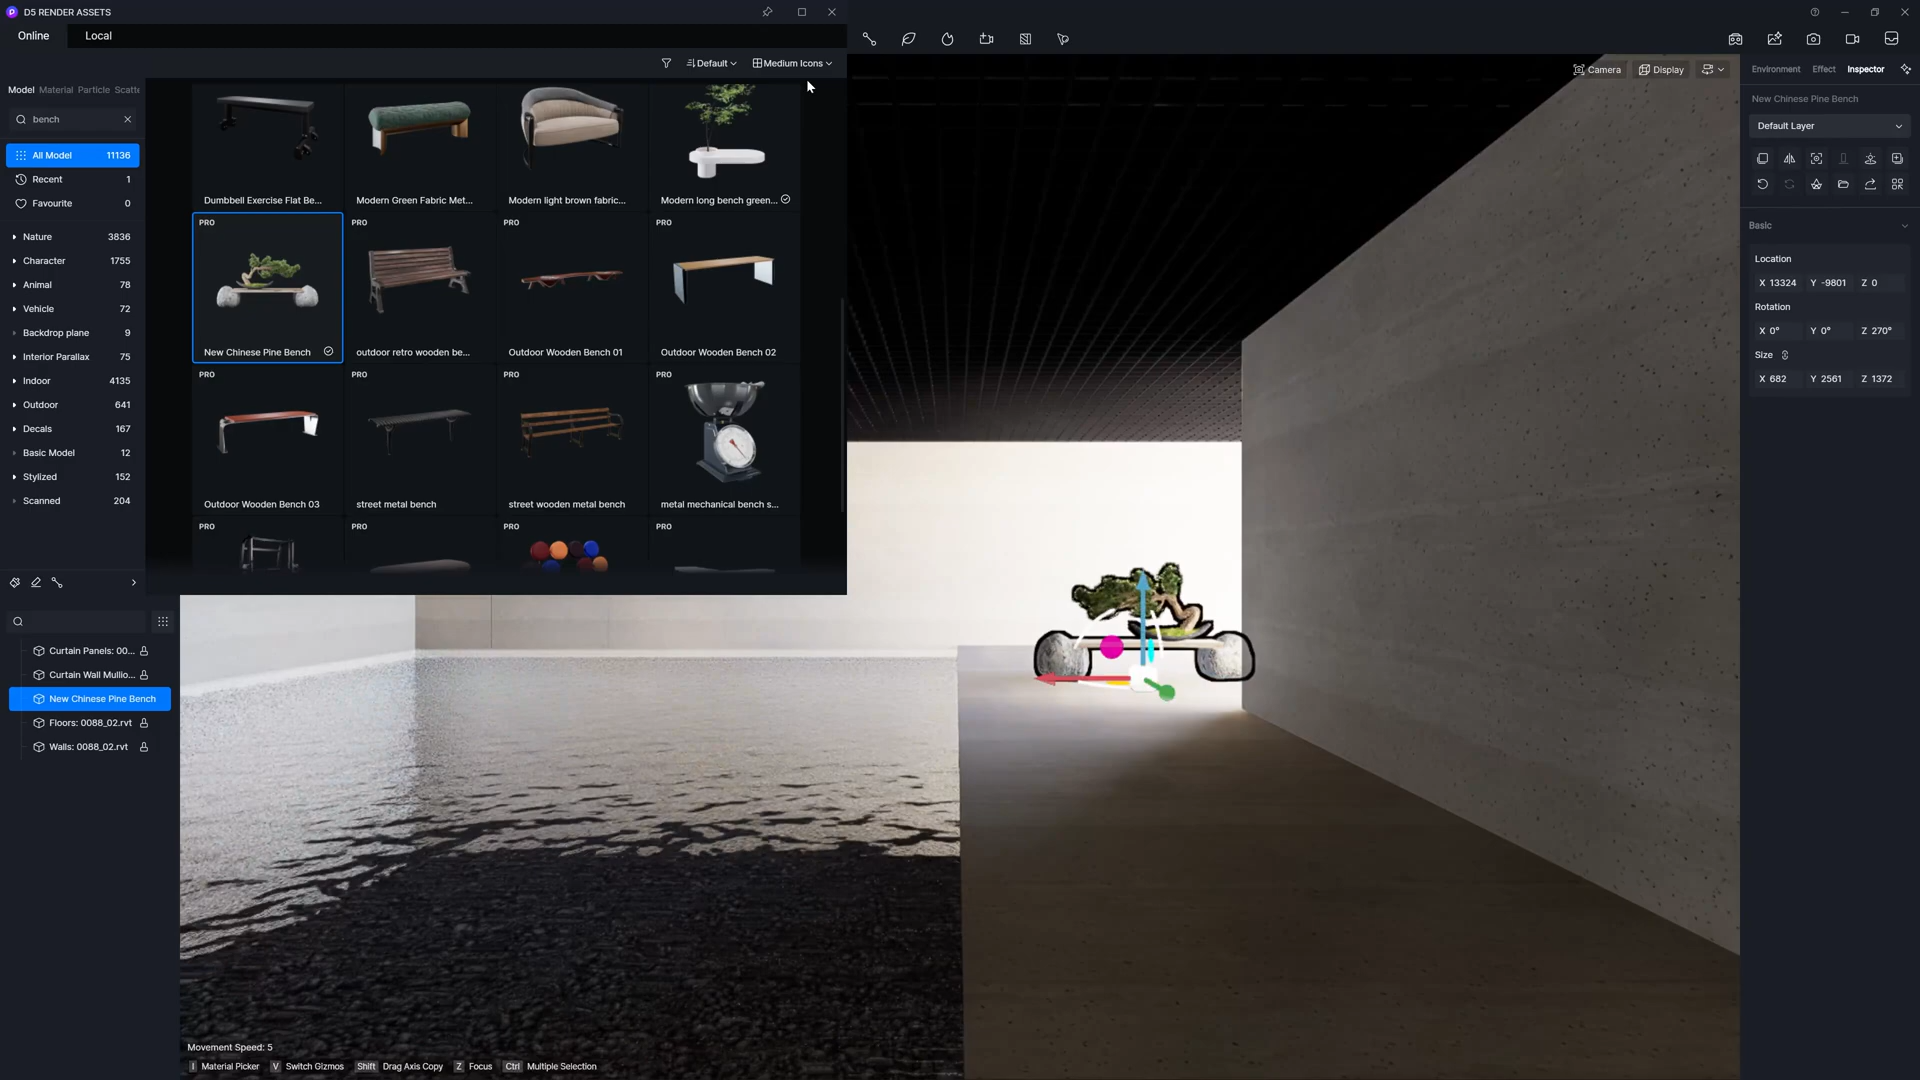 D5 RENDER ASSETS
Online
Local
Default
Medium Icons
Model
Material
Particle
Scatte
bench
All Model 11136
Recent 1
Favourite 0
Nature 3836
Character 1755
Animal 78
Vehicle 72
Backdrop plane 9
Interior Parallax 75
Indoor 4135
Outdoor 641
Decals 167
Basic Model 12
Stylized 152
Scanned 204
Dumbbell Exercise Flat Be...
Modern Green Fabric Met...
Modern light brown fabric...
Modern long bench green...
PRO
PRO
PRO
PRO
New Chinese Pine Bench
outdoor retro wooden be...
Outdoor Wooden Bench 01
Outdoor Wooden Bench 02
PRO
PRO
PRO
PRO
Outdoor Wooden Bench 03
street metal bench
street wooden metal bench
metal mechanical bench s...
PRO
PRO
PRO
PRO
Curtain Panels: 00...
Curtain Wall Mullio...
New Chinese Pine Bench
Floors: 0088_02.rvt
Walls: 0088_02.rvt
Camera
Display
Movement Speed: 5
I Material Picker V Switch Gizmos Shift Drag Axis Copy Z Focus Ctrl Multiple Selection
Environment
Effect
Inspector
New Chinese Pine Bench
Default Layer
Basic
Location
X 13324 Y -9801 Z 0
Rotation
X 0° Y 0° Z 270°
Size
X 682 Y 2561 Z 1372